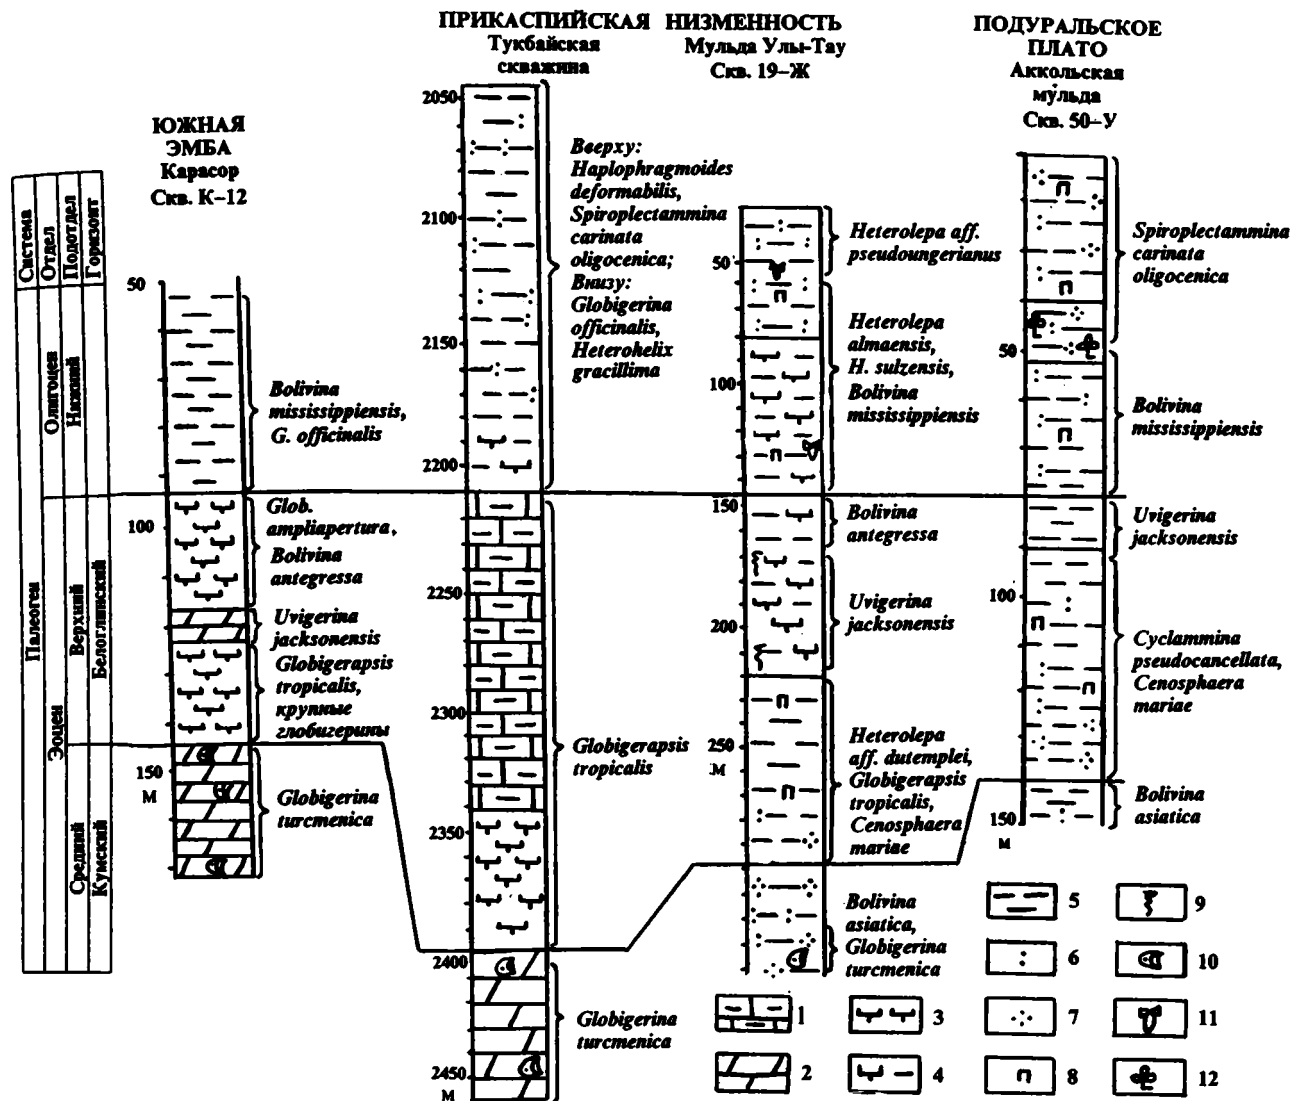 ПРИКАСПИЙСКАЯ НИЗМЕННОСТЬ
Тукбайская
скважина
Мульда Улы-Тау
Скв. 19–Ж
ПОДУРАЛЬСКОЕ
ПЛАТО
Аккольская
мульда
Скв. 50–У
ЮЖНАЯ
ЭМБА
Карасор
Скв. К–12
Система
Отдел
Подотдел
Горизонт
Палеоген
Олигоцен
Нижний
Эоцен
Верхний
Белоглинский
Средний
Кумский
50
100
150
М
Bolivina
mississippiensis,
G. officinalis
Glob.
ampliapertura,
Bolivina
antegressa
Uvigerina
jacksonensis
Globigerapsis
tropicalis,
крупные
глобигерины
Globigerina
turcmenica
2050
2100
2150
2200
2250
2300
2350
2400
2450
М
Вверху:
Haplophragmoides
deformabilis,
Spiroplectammina
carinata
oligocenica;
Внизу:
Globigerina
officinalis,
Heterohelix
gracillima
Globigerapsis
tropicalis
Globigerina
turcmenica
50
100
150
200
250
М
Heterolepa aff.
pseudoungerianus
Heterolepa
almaensis,
H. sulzensis,
Bolivina
mississippiensis
Bolivina
antegressa
Uvigerina
jacksonensis
Heterolepa
aff. dutemplei,
Globigerapsis
tropicalis,
Cenosphaera
mariae
Bolivina
asiatica,
Globigerina
turcmenica
50
100
150
М
Spiroplectammina
carinata
oligocenica
Bolivina
mississippiensis
Uvigerina
jacksonensis
Cyclammina
pseudocancellata,
Cenosphaera
mariae
Bolivina
asiatica
1
2
3
4
5
6
7
8
9
10
11
12